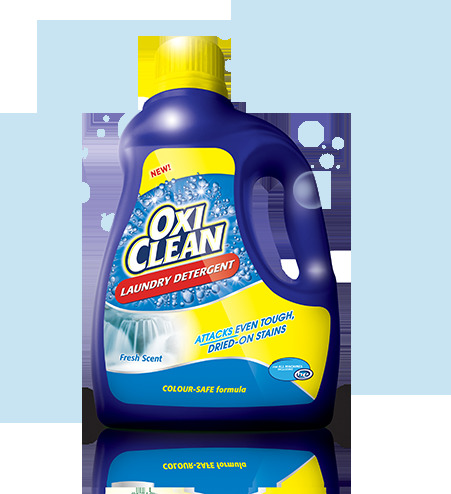 NEW!
OXI
CLEAN
LAUNDRY DETERGENT
ATTACKS EVEN TOUGH,
DRIED-ON STAINS
Fresh Scent
COLOUR-SAFE formula
COLOUR-SAFE formula